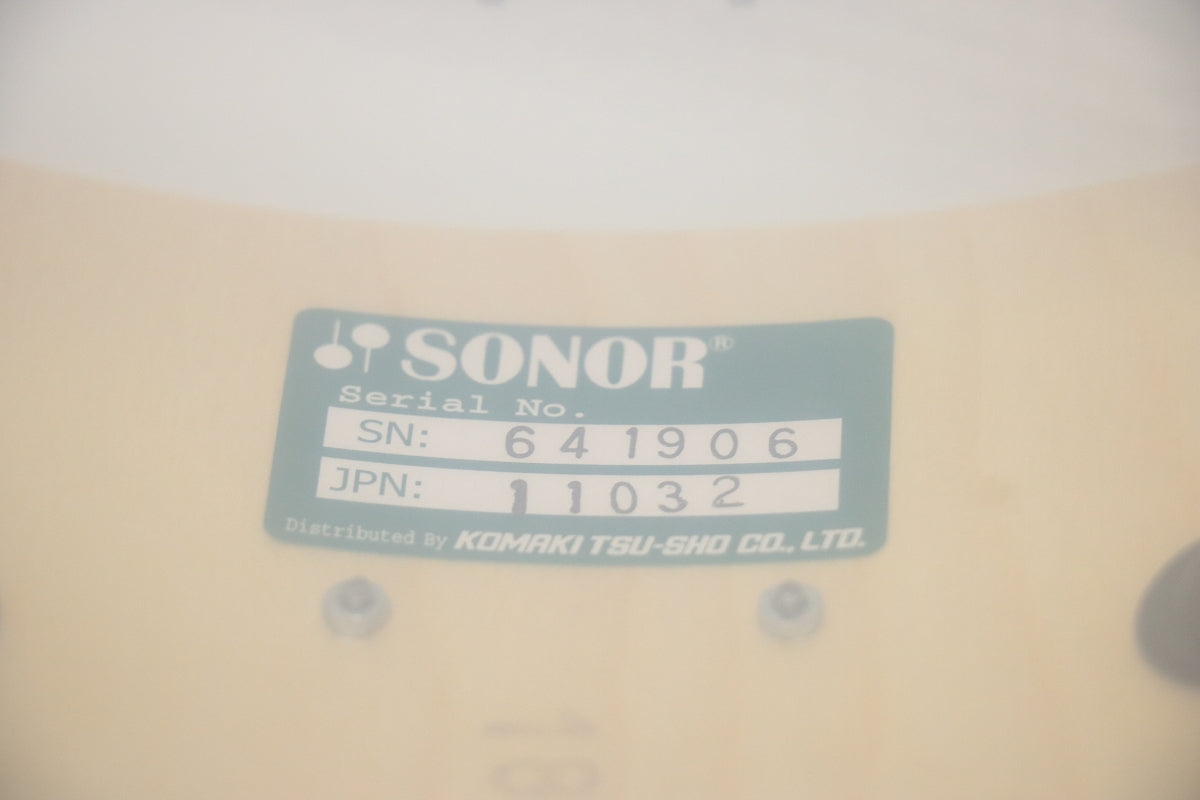 SONOR®
Serial No.
SN: 641906
JPN: 11032
Distributed By KOMAKI TSU-SHO CO., LTD.